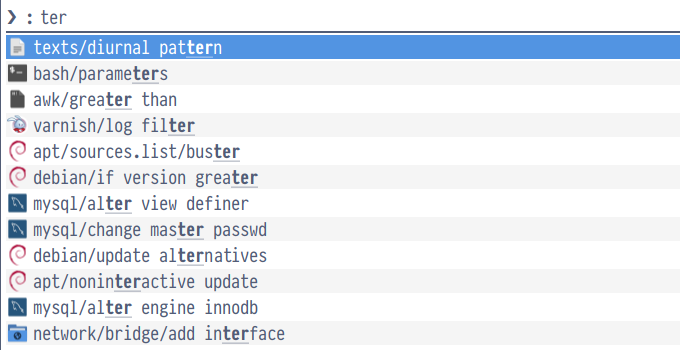 ❯ : ter
texts/diurnal pattern
bash/parameters
awk/greater than
varnish/log filter
apt/sources.list/buster
debian/if version greater
mysql/alter view definer
mysql/change master passwd
debian/update alternatives
apt/noninteractive update
mysql/alter engine innodb
network/bridge/add interface